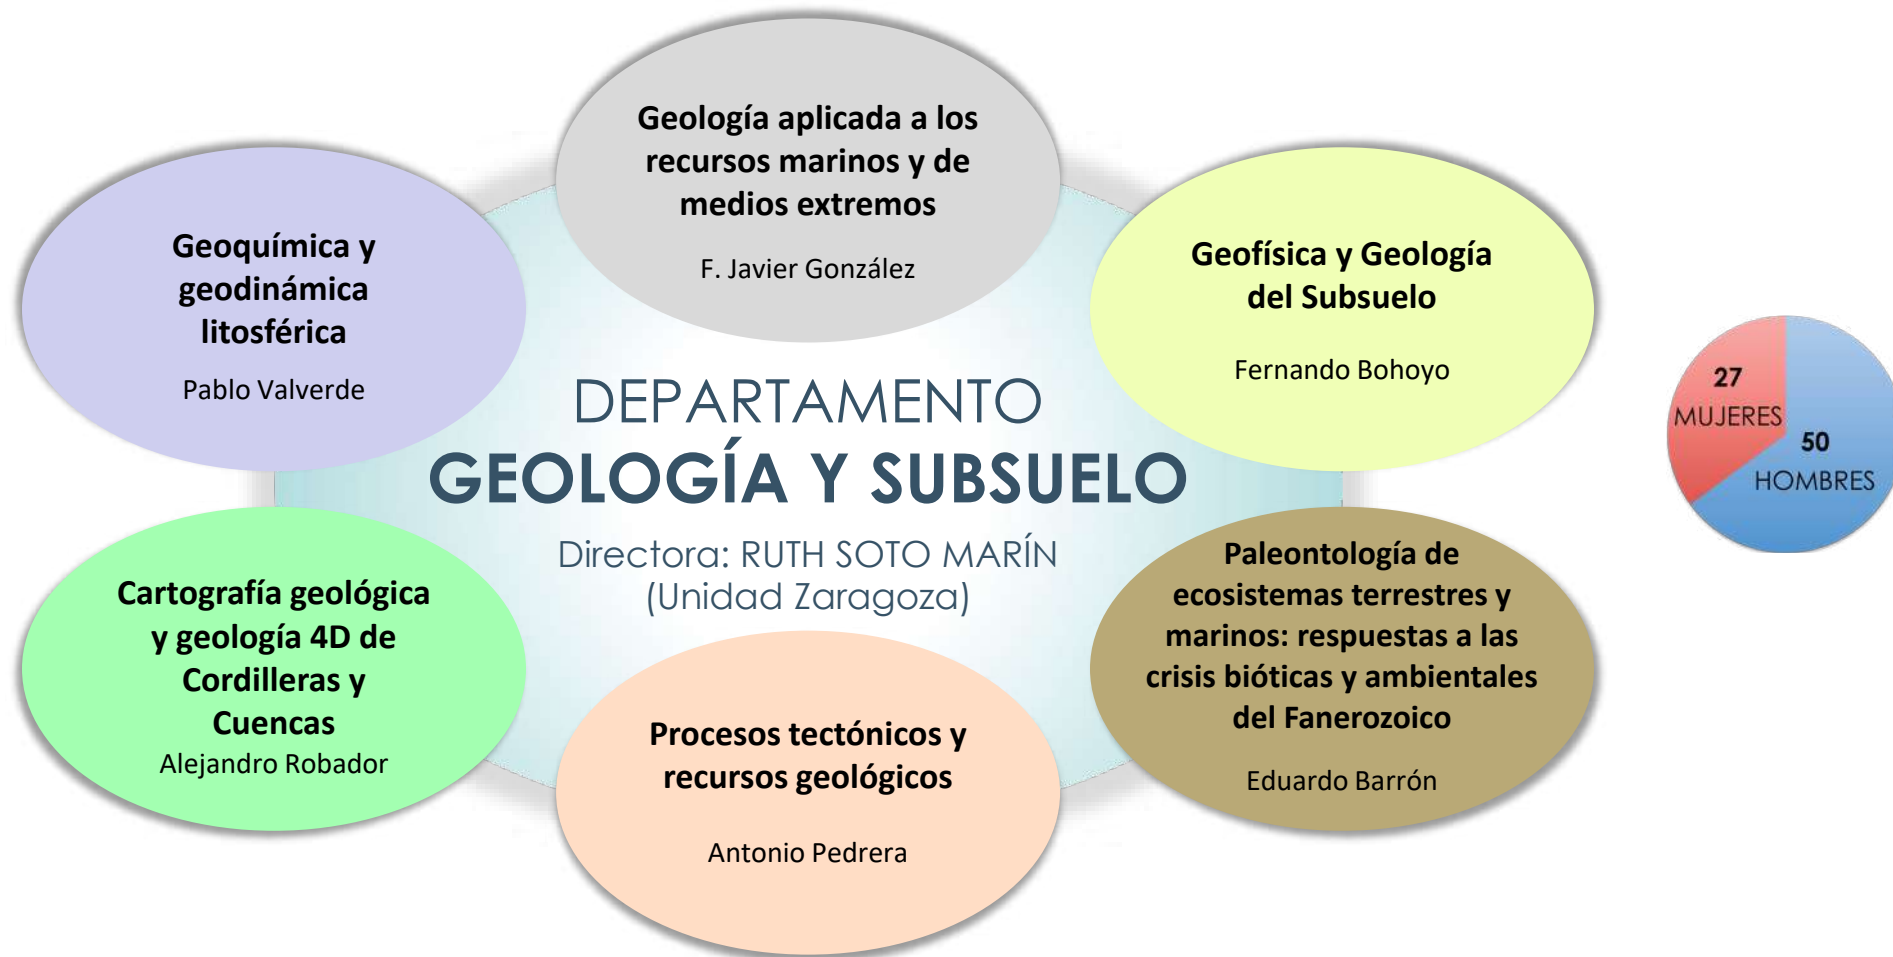 Geología aplicada a los
recursos marinos y de
medios extremos
F. Javier González
Geoquímica y
geodinámica
litosférica
Pablo Valverde
Geofísica y Geología
del Subsuelo
Fernando Bohoyo
27
MUJERES
50
HOMBRES
DEPARTAMENTO
GEOLOGÍA Y SUBSUELO
Directora: RUTH SOTO MARÍN
(Unidad Zaragoza)
Cartografía geológica
y geología 4D de
Cordilleras y
Cuencas
Alejandro Robador
Procesos tectónicos y
recursos geológicos
Antonio Pedrera
Paleontología de
ecosistemas terrestres y
marinos: respuestas a las
crisis bióticas y ambientales
del Fanerozoico
Eduardo Barrón